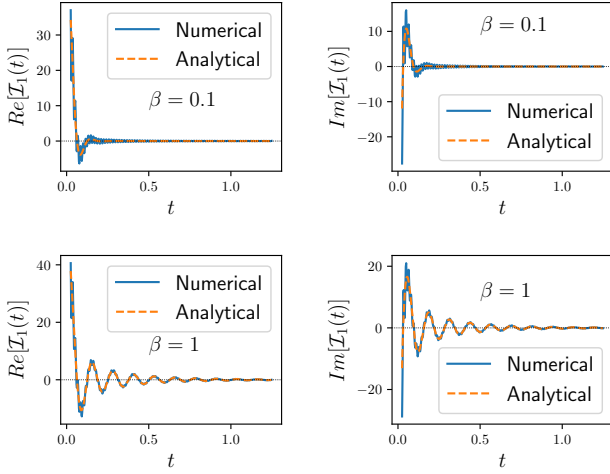 Re[𝓘₁(t)]
30
20
10
0
Numerical
Analytical
β = 0.1
0.0 0.5 1.0
t
Im[𝓘₁(t)]
10
0
−10
−20
β = 0.1
Numerical
Analytical
0.0 0.5 1.0
t
Re[𝓘₁(t)]
40
20
0
Numerical
Analytical
β = 1
0.0 0.5 1.0
t
Im[𝓘₁(t)]
20
0
−20
β = 1
Numerical
Analytical
0.0 0.5 1.0
t